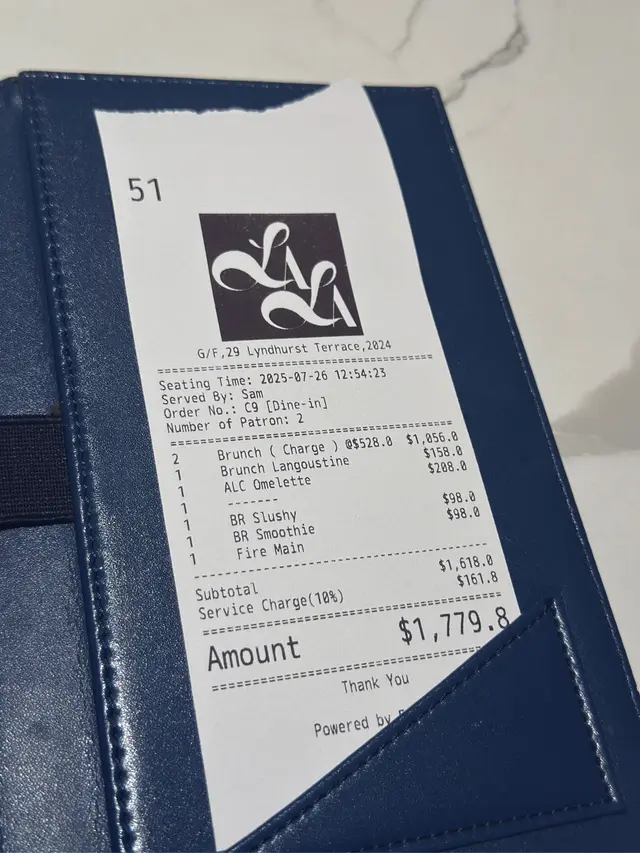 51
LALA
G/F,29 Lyndhurst Terrace,2024
Seating Time: 2025-07-26 12:54:23
Served By: Sam
Order No.: C9 [Dine-in]
Number of Patron: 2
2 Brunch ( Charge ) @$528.0 $1,056.0
1 Brunch Langoustine $158.0
1 ALC Omelette $208.0
1 -------
1 BR Slushy $98.0
1 BR Smoothie $98.0
1 Fire Main
Subtotal $1,618.0
Service Charge(10%) $161.8
Amount $1,779.8
Thank You
Powered by